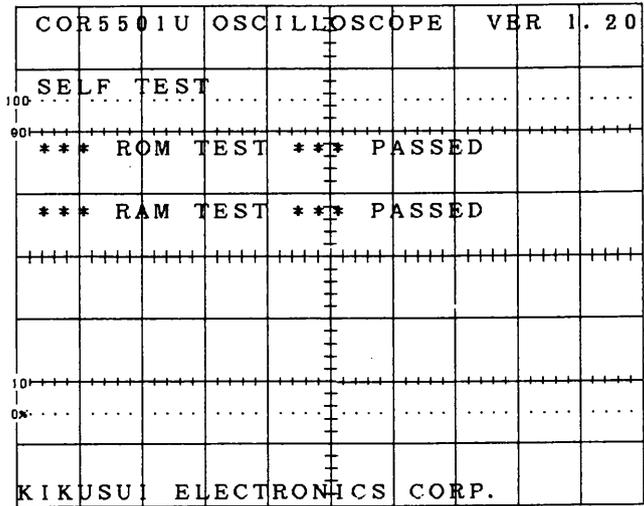 COR5501U OSCILLOSCOPE VER 1.20
SELF TEST
100
90
*** ROM TEST *** PASSED
*** RAM TEST *** PASSED
10
0%
KIKUSUI ELECTRONICS CORP.